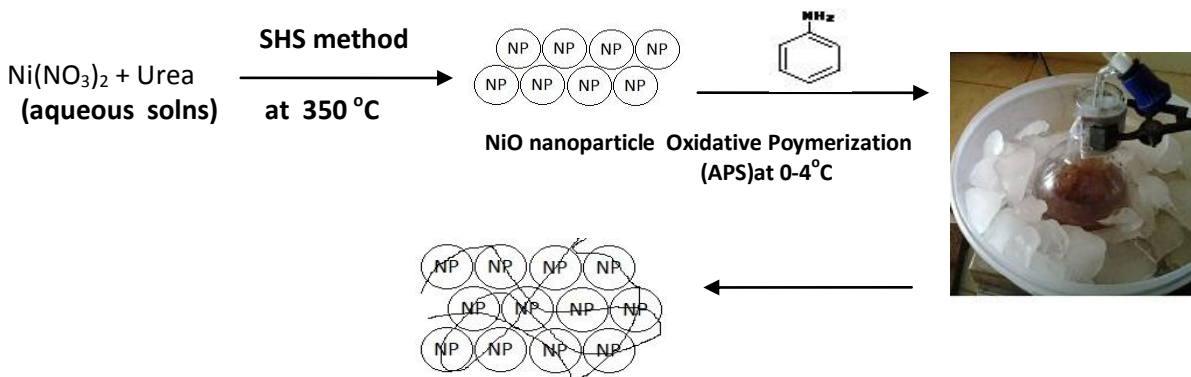 SHS method
Ni(NO3)2 + Urea
(aqueous solns)
at 350 °C
NP NP NP NP
NP NP NP NP
NiO nanoparticle
NH2
Oxidative Poymerization
(APS)at 0-4°C
NP NP NP NP
NP NP NP NP
NP NP NP NP